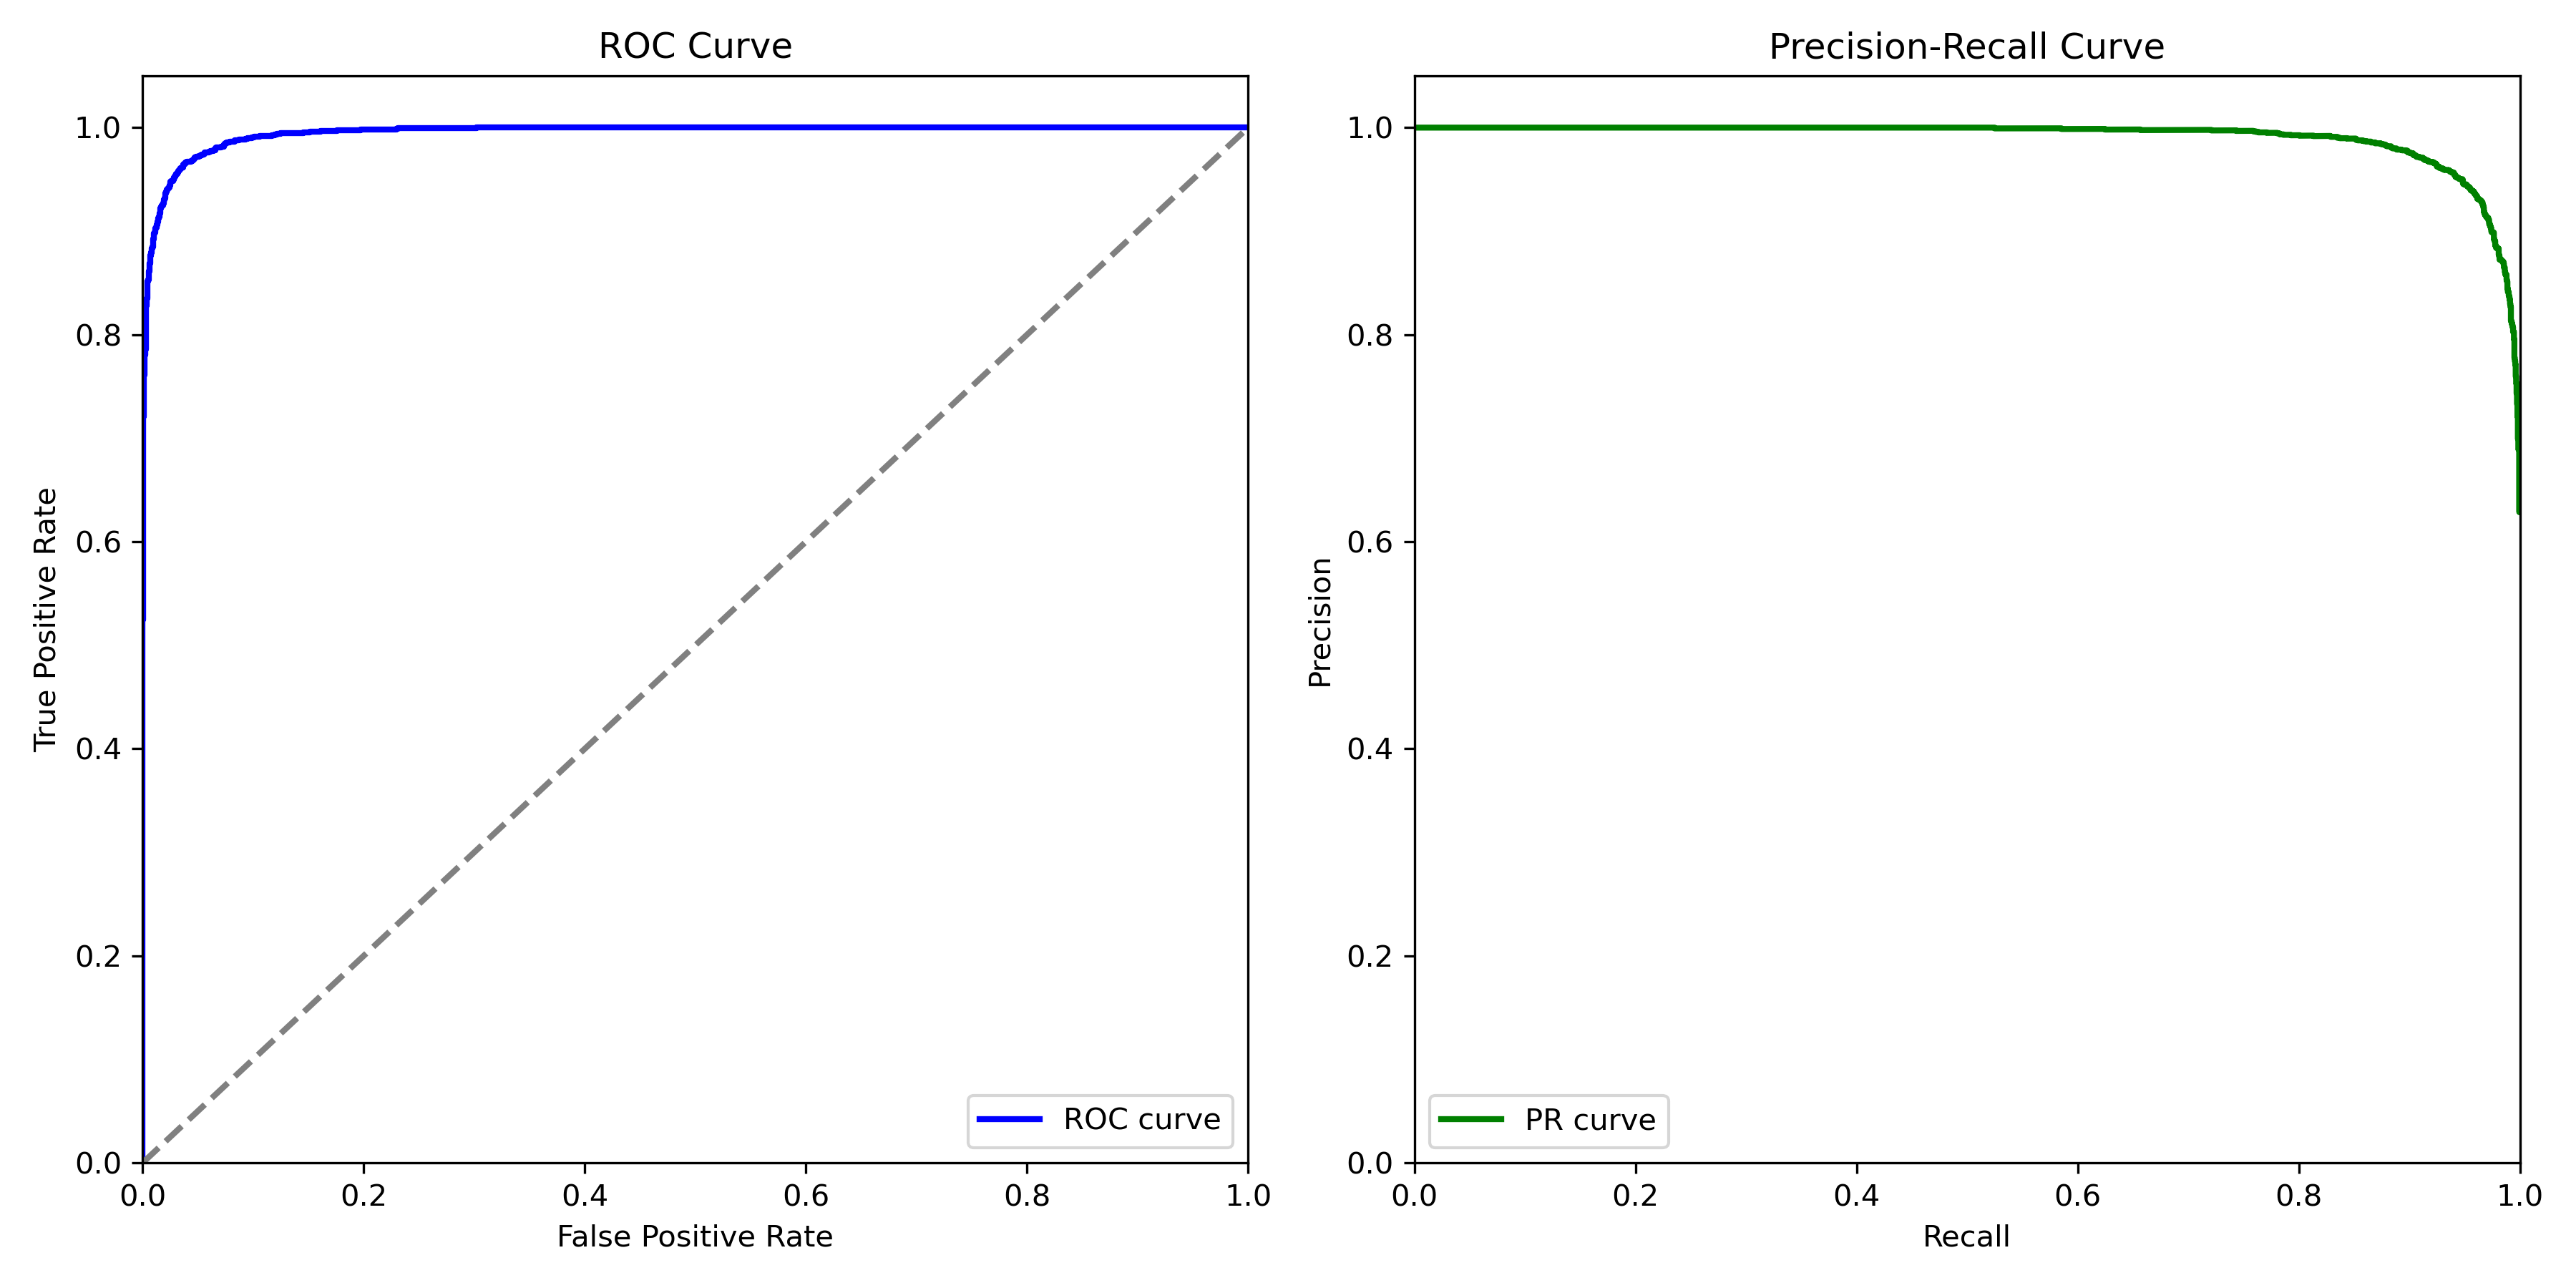 ROC Curve
1.0
0.8
0.6
0.4
0.2
0.0
True Positive Rate
0.0 0.2 0.4 0.6 0.8 1.0
False Positive Rate
ROC curve
Precision-Recall Curve
1.0
0.8
0.6
0.4
0.2
0.0
Precision
0.0 0.2 0.4 0.6 0.8 1.0
Recall
PR curve